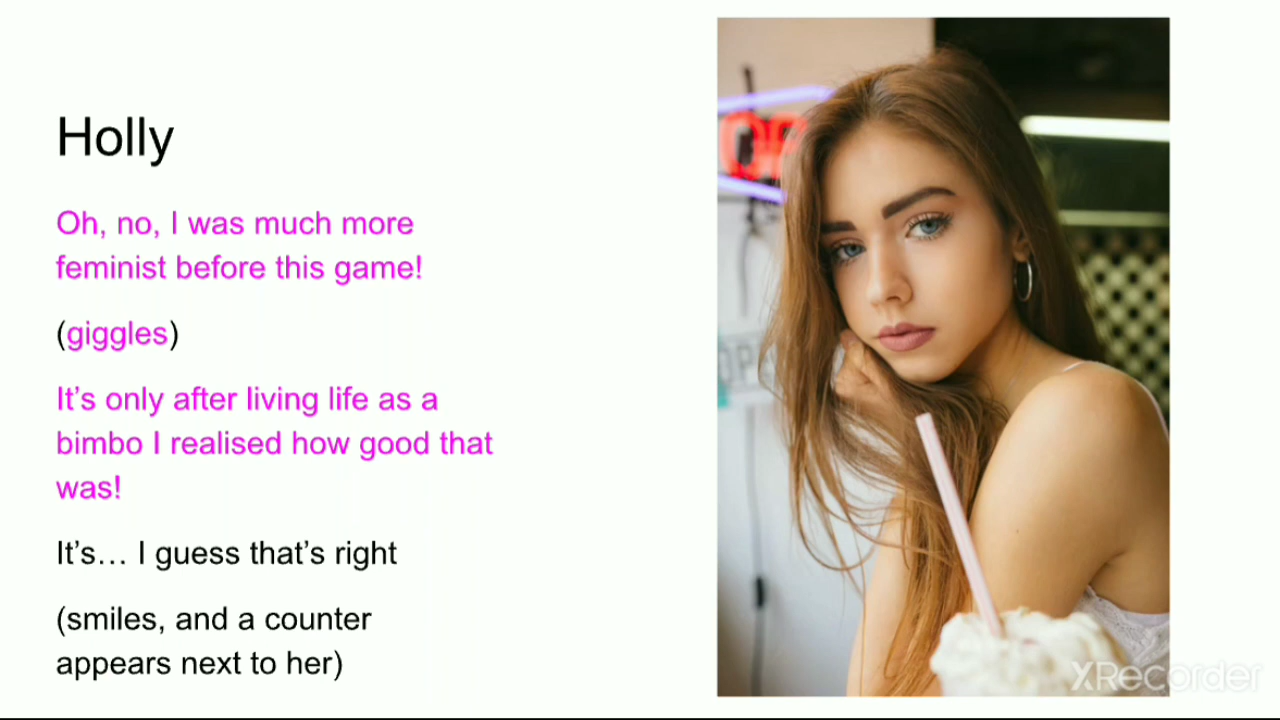 Holly
Oh, no, I was much more
feminist before this game!
(giggles)
It’s only after living life as a
bimbo I realised how good that
was!
It’s… I guess that’s right
(smiles, and a counter
appears next to her)
XRecorder